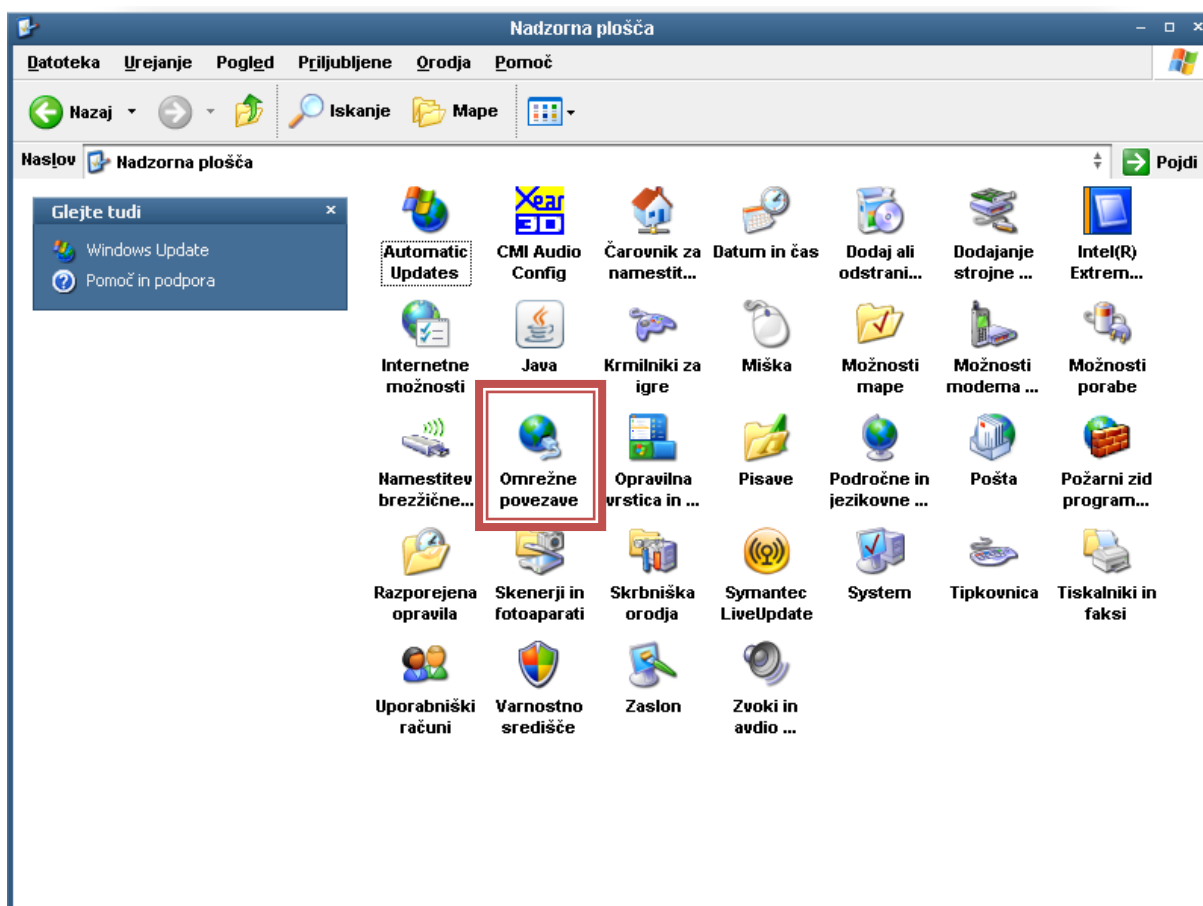 Nadzorna plošča
Datoteka Urejanje Pogled Priljubljene Orodja Pomoč
Nazaj Iskanje Mape
Naslov Nadzorna plošča Pojdi
Glejte tudi
Windows Update
Pomoč in podpora
Automatic Updates
CMI Audio Config
Čarovnik za namestit...
Datum in čas
Dodaj ali odstrani...
Dodajanje strojne ...
Intel(R) Extrem...
Internetne možnosti
Java
Krmilniki za igre
Miška
Možnosti mape
Možnosti modema ...
Možnosti porabe
Namestitev brezžične...
Omrežne povezave
Opravilna vrstica in ...
Pisave
Področne in jezikovne ...
Pošta
Požarni zid program...
Razporejena opravila
Skenerji in fotoaparati
Skrbniška orodja
Symantec LiveUpdate
System
Tipkovnica
Tiskalniki in faksi
Uporabniški računi
Varnostno središče
Zaslon
Zvoki in avdio ...
Xear 3D